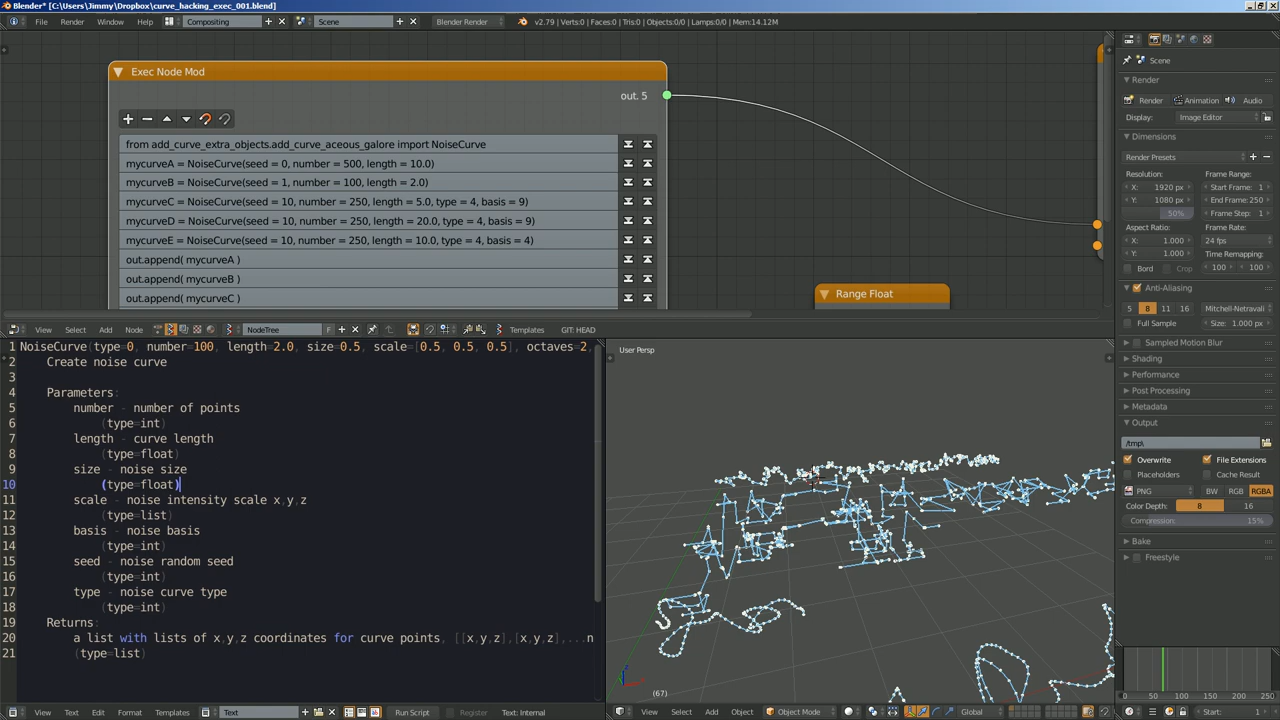 Blender* [C:\Users\Jimmy\Dropbox\curve_hacking_exec_001.blend]
File Render Window Help Compositing Scene Blender Render v2.79 | Verts:0 | Faces:0 | Tris:0 | Objects:0/0 | Lamps:0/0 | Mem:14.12M
Exec Node Mod
out. 5
from add_curve_extra_objects.add_curve_aceous_galore import NoiseCurve
mycurveA = NoiseCurve(seed = 0, number = 500, length = 10.0)
mycurveB = NoiseCurve(seed = 1, number = 100, length = 2.0)
mycurveC = NoiseCurve(seed = 10, number = 250, length = 5.0, type = 4, basis = 9)
mycurveD = NoiseCurve(seed = 10, number = 250, length = 20.0, type = 4, basis = 9)
mycurveE = NoiseCurve(seed = 10, number = 250, length = 10.0, type = 4, basis = 4)
out.append( mycurveA )
out.append( mycurveB )
out.append( mycurveC )
Range Float
View Select Add Node NodeTree F Templates GIT: HEAD
1 NoiseCurve(type=0, number=100, length=2.0, size=0.5, scale=[0.5, 0.5, 0.5], octaves=2,
2 Create noise curve
3
4 Parameters:
5 number - number of points
6 (type=int)
7 length - curve length
8 (type=float)
9 size - noise size
10 (type=float)
11 scale - noise intensity scale x,y,z
12 (type=list)
13 basis - noise basis
14 (type=int)
15 seed - noise random seed
16 (type=int)
17 type - noise curve type
18 (type=int)
19 Returns:
20 a list with lists of x,y,z coordinates for curve points, [[x,y,z],[x,y,z],...n
21 (type=list)
View Text Edit Format Templates Text Run Script Register Text: Internal
User Persp
(67)
View Select Add Object Object Mode Global
Scene
Render
Render Animation Audio
Display: Image Editor
Dimensions
Render Presets
Resolution: Frame Range:
X: 1920 px Start Frame: 1
Y: 1080 px End Frame: 250
50% Frame Step: 1
Aspect Ratio: Frame Rate:
X: 1.000 24 fps
Y: 1.000 Time Remapping:
Bord Crop 100 100
Anti-Aliasing
5 8 11 16 Mitchell-Netravali
Full Sample Size: 1.000 px
Sampled Motion Blur
Shading
Performance
Post Processing
Metadata
Output
/tmp\
Overwrite File Extensions
Placeholders Cache Result
PNG BW RGB RGBA
Color Depth: 8 16
Compression: 15%
Bake
Freestyle
0 50 100 150 200 250
Start: 1